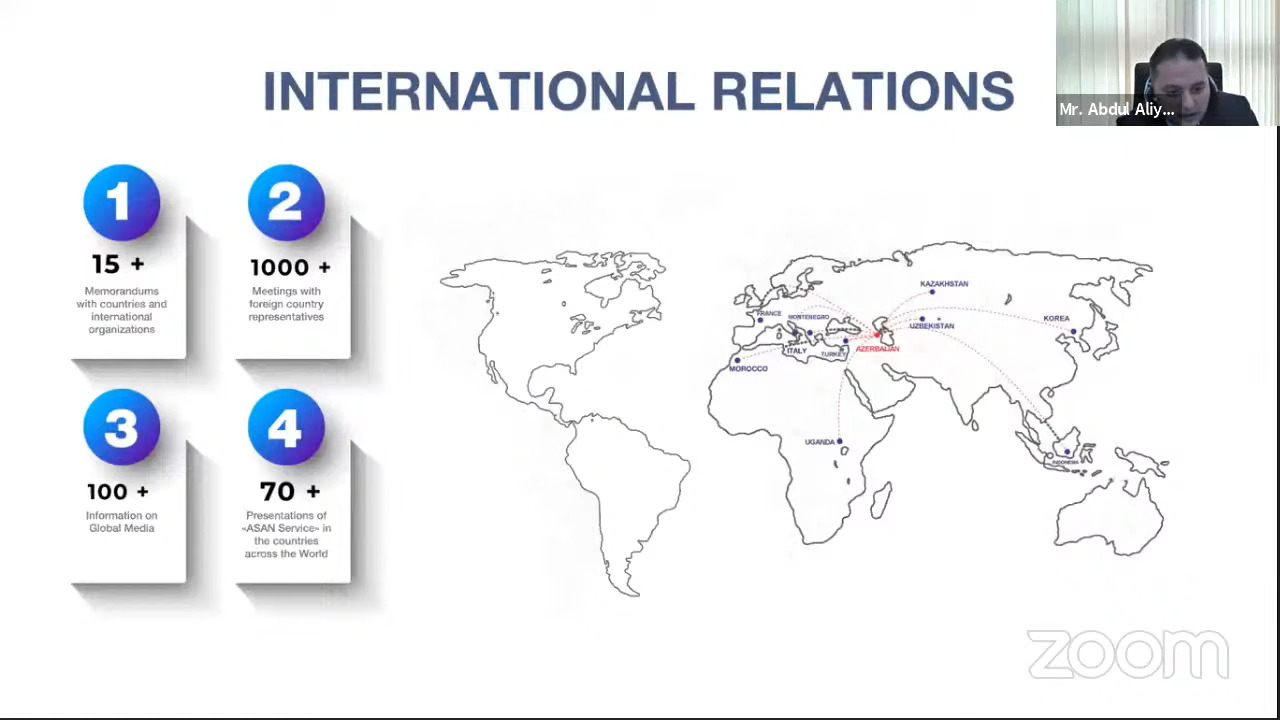 INTERNATIONAL RELATIONS
Mr. Abdul Aliy...
1
15 +
Memorandums
with countries and
international
organizations
2
1000 +
Meetings with
foreign country
representatives
3
100 +
Information on
Global Media
4
70 +
Presentations of
«ASAN Service» in
the countries
across the World
KAZAKHSTAN
FRANCE
MONTENEGRO
UZBEKISTAN
KOREA
ITALY
TURKEY
AZERBAIJAN
MOROCCO
UGANDA
INDONESIA
zoom